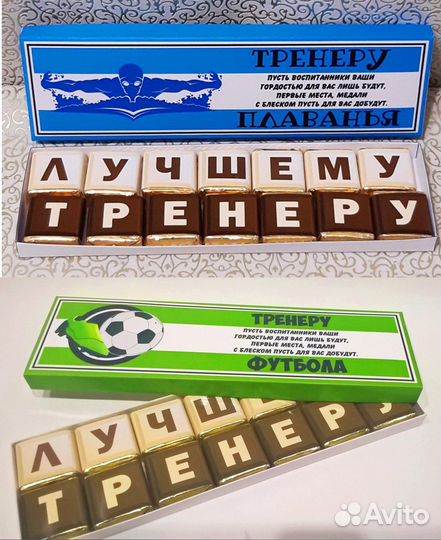 ТРЕНЕРУ
ПУСТЬ ВОСПИТАННИКИ ВАШИ
ГОРДОСТЬЮ ДЛЯ ВАС ЛИШЬ БУДУТ,
ПЕРВЫЕ МЕСТА, МЕДАЛИ
С БЛЕСКОМ ПУСТЬ ДЛЯ ВАС ДОБУДУТ.
ПЛАВАНЬЯ
ЛУЧШЕМУ
ТРЕНЕРУ
ТРЕНЕРУ
ПУСТЬ ВОСПИТАННИКИ ВАШИ
ГОРДОСТЬЮ ДЛЯ ВАС ЛИШЬ БУДУТ,
ПЕРВЫЕ МЕСТА, МЕДАЛИ
С БЛЕСКОМ ПУСТЬ ДЛЯ ВАС ДОБУДУТ.
ФУТБОЛА
ЛУЧШЕМУ
ТРЕНЕРУ
Avito